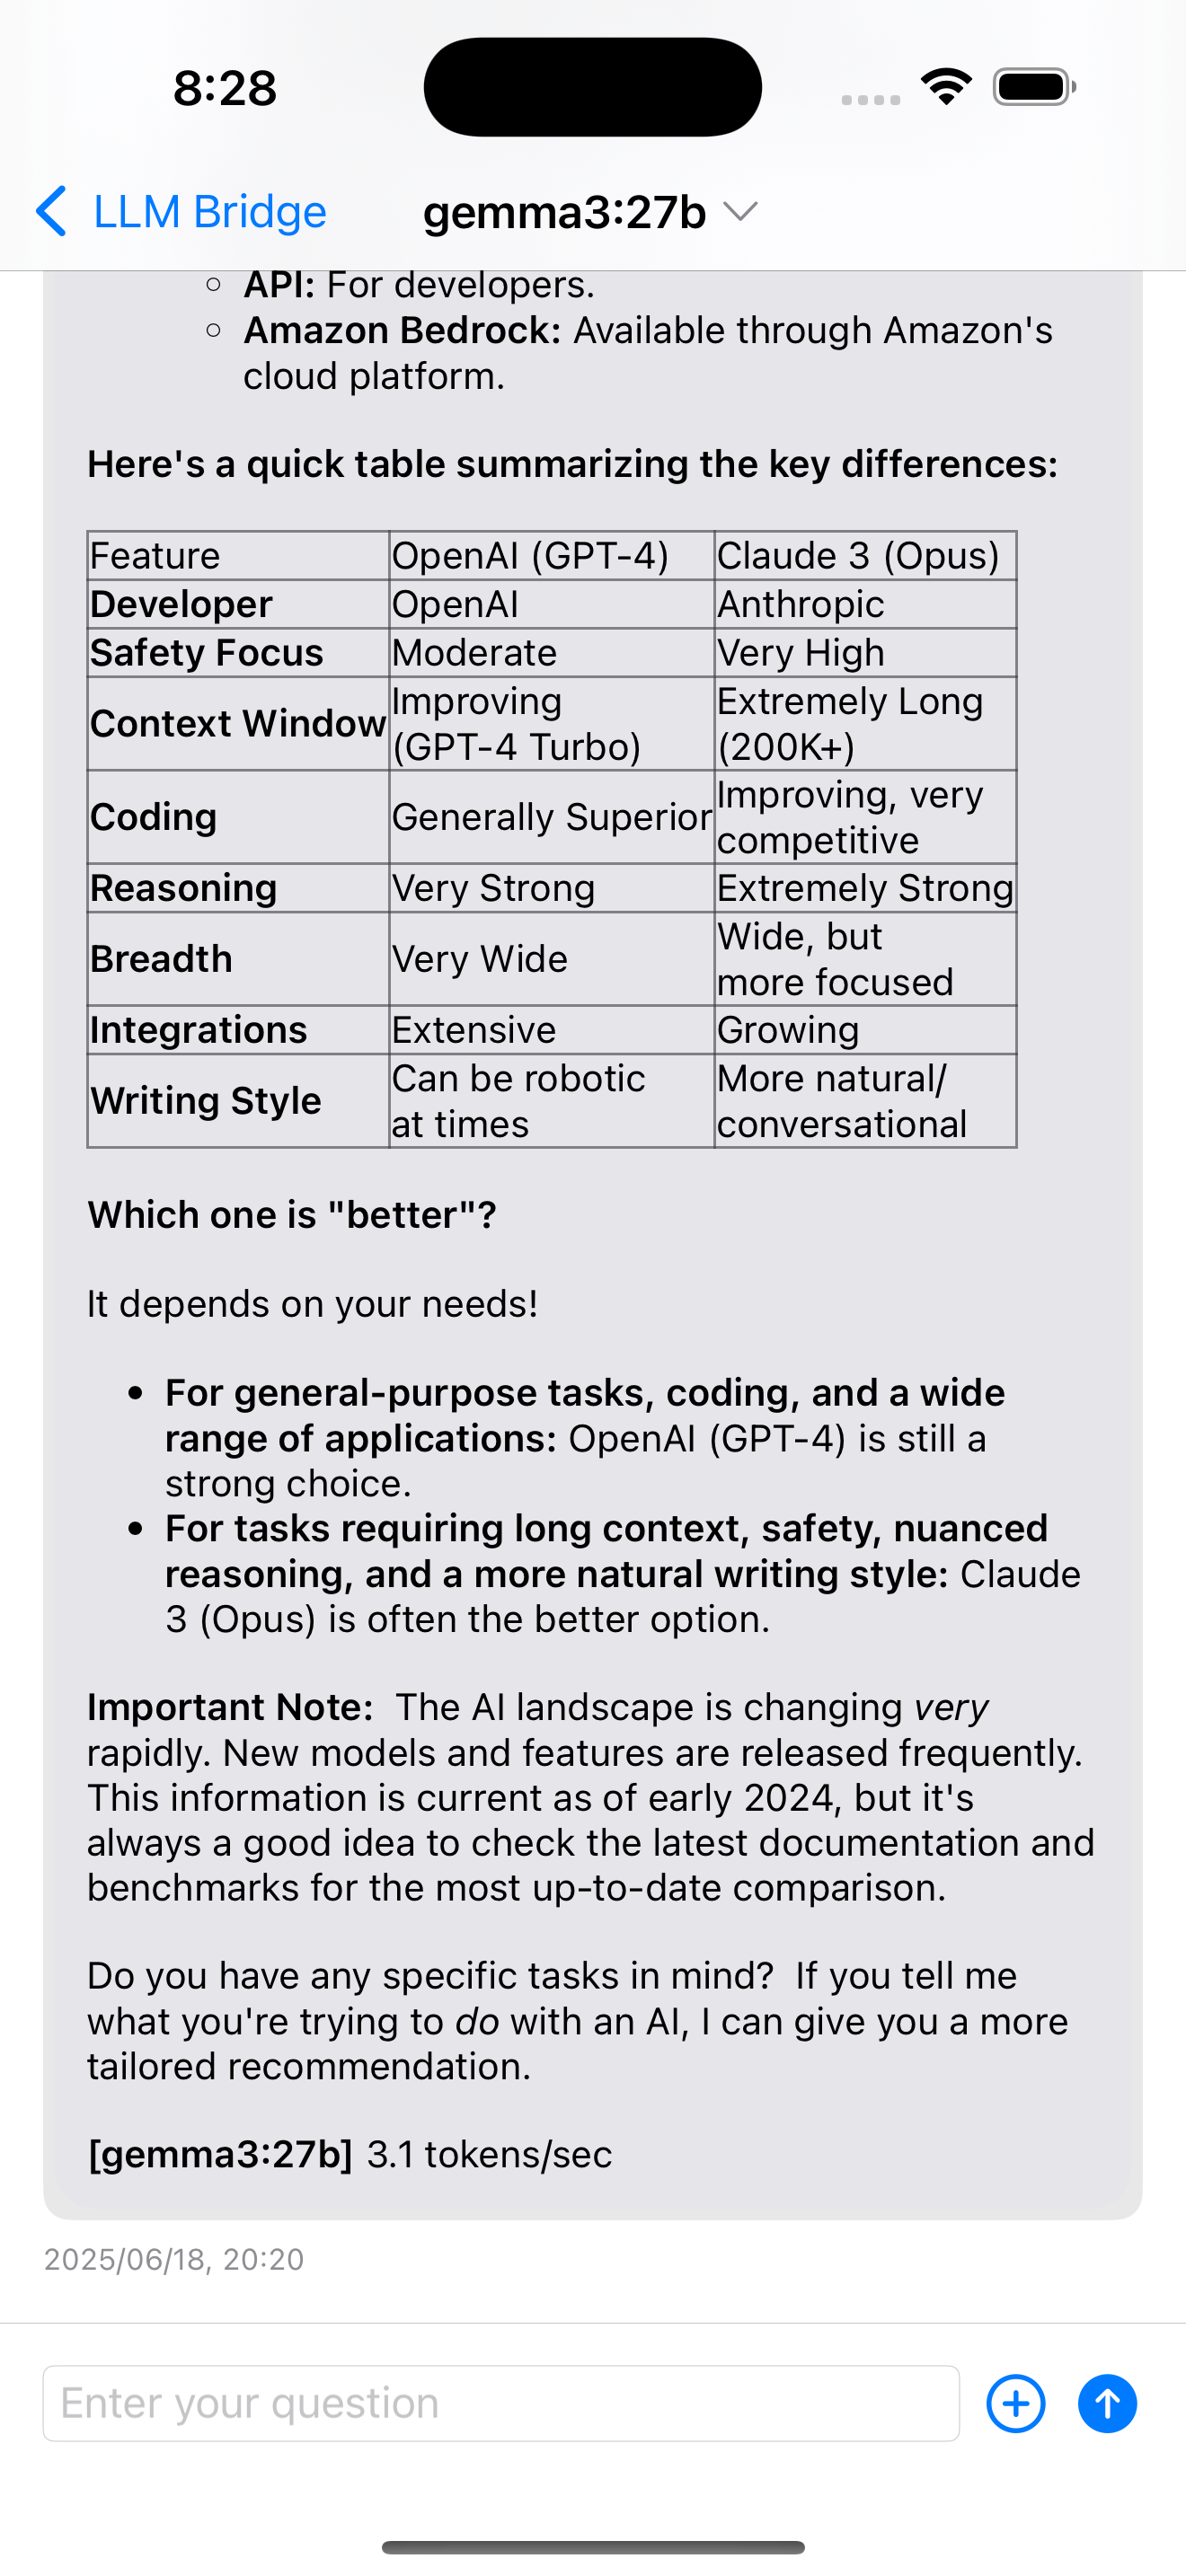 8:28
LLM Bridge
gemma3:27b
API: For developers.
Amazon Bedrock: Available through Amazon's
cloud platform.
Here's a quick table summarizing the key differences:
Feature OpenAI (GPT-4) Claude 3 (Opus)
Developer OpenAI Anthropic
Safety Focus Moderate Very High
Context Window Improving (GPT-4 Turbo) Extremely Long (200K+)
Coding Generally Superior Improving, very competitive
Reasoning Very Strong Extremely Strong
Breadth Very Wide Wide, but more focused
Integrations Extensive Growing
Writing Style Can be robotic at times More natural/ conversational
Which one is "better"?
It depends on your needs!
• For general-purpose tasks, coding, and a wide
range of applications: OpenAI (GPT-4) is still a
strong choice.
• For tasks requiring long context, safety, nuanced
reasoning, and a more natural writing style: Claude
3 (Opus) is often the better option.
Important Note: The AI landscape is changing very
rapidly. New models and features are released frequently.
This information is current as of early 2024, but it's
always a good idea to check the latest documentation and
benchmarks for the most up-to-date comparison.
Do you have any specific tasks in mind? If you tell me
what you're trying to do with an AI, I can give you a more
tailored recommendation.
[gemma3:27b] 3.1 tokens/sec
2025/06/18, 20:20
Enter your question